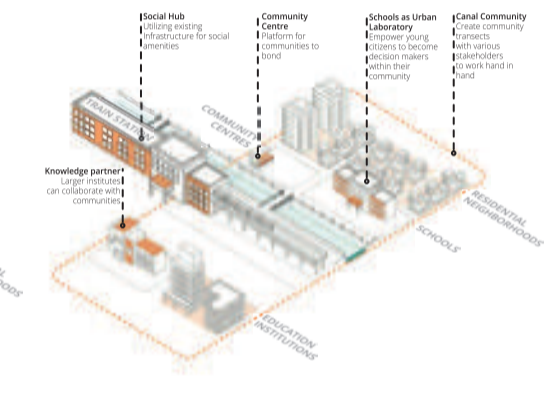 Social Hub
Utilizing existing
Infrastructure for social
amenities
Community
Centre
Platform for
communities to
bond
Schools as Urban
Laboratory
Empower young
citizens to become
decision makers
within their
community
Canal Community
Create community
transects
with various
stakeholders
to work hand in
hand
TRAIN STATION
COMMUNITY
CENTRES
Knowledge partner
Larger institutes
can collaborate with
communities
RESIDENTIAL
NEIGHBORHOODS
SCHOOLS
EDUCATION
INSTITUTIONS